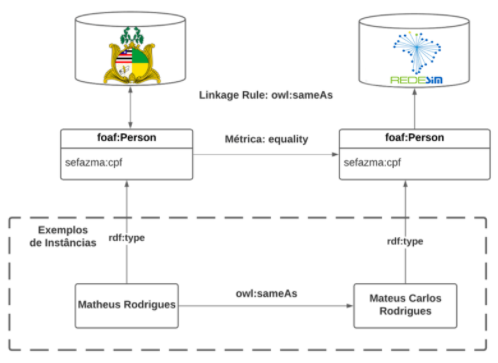 REDESIM
Linkage Rule: owl:sameAs
foaf:Person
foaf:Person
Métrica: equality
sefazma:cpf
sefazma:cpf
Exemplos
de Instâncias
rdf:type
rdf:type
owl:sameAs
Matheus Rodrigues
Mateus Carlos
Rodrigues